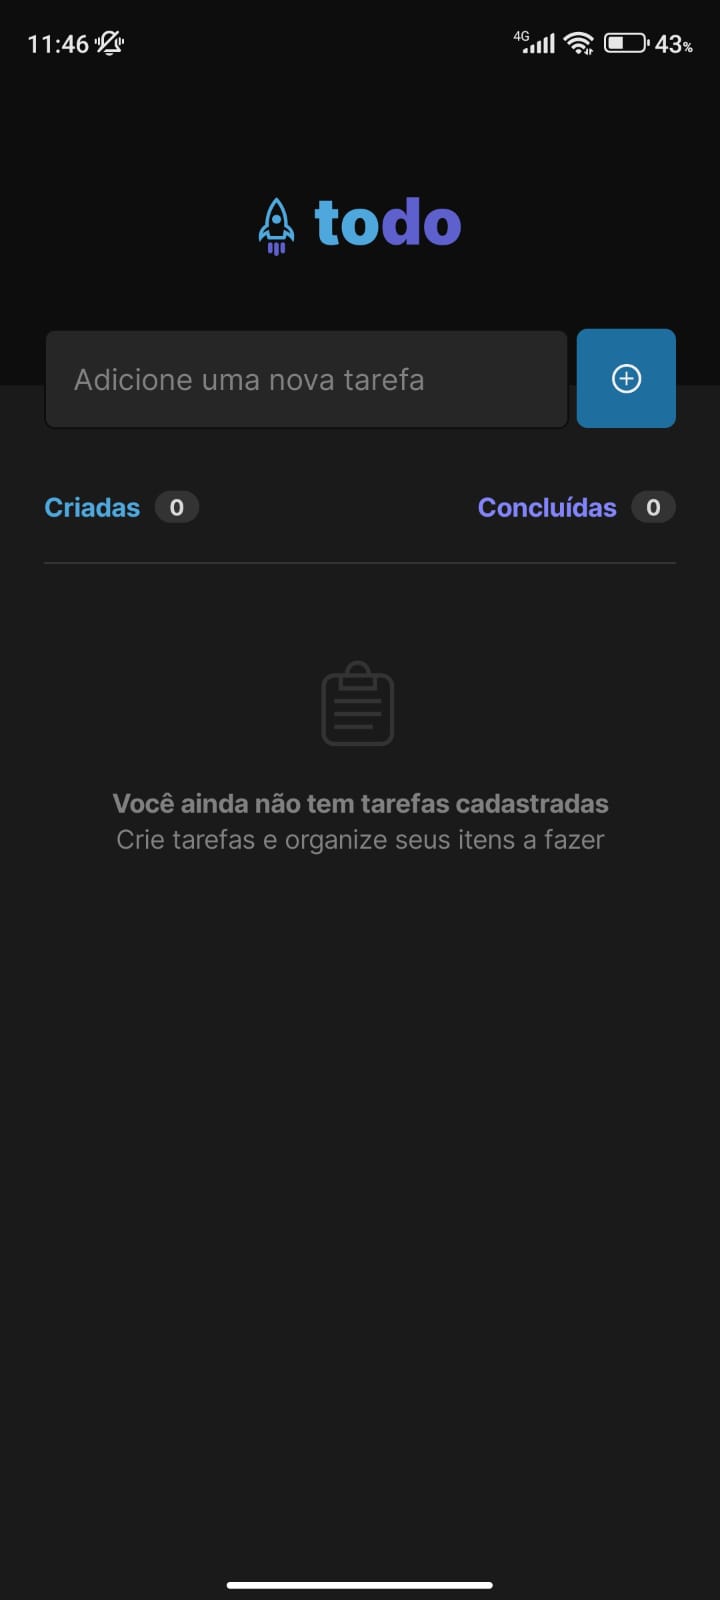 11:46 4G 43%
todo
Adicione uma nova tarefa
Criadas 0 Concluídas 0
Você ainda não tem tarefas cadastradas
Crie tarefas e organize seus itens a fazer